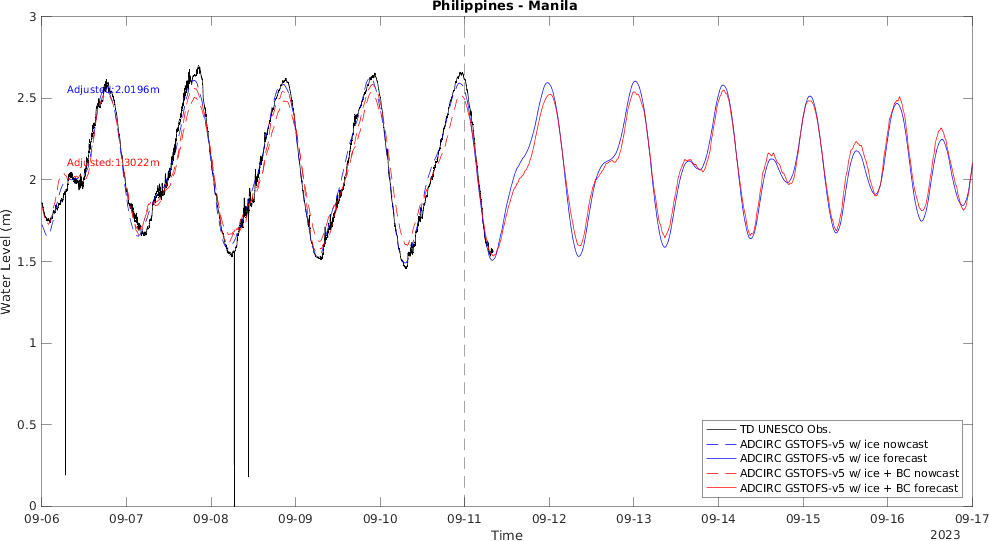 Philippines - Manila
3
2.5
2
1.5
1
0.5
0
Water Level (m)
Adjusted:2.0196m
Adjusted:1.3022m
TD UNESCO Obs.
ADCIRC GSTOFS-v5 w/ ice nowcast
ADCIRC GSTOFS-v5 w/ ice forecast
ADCIRC GSTOFS-v5 w/ ice + BC nowcast
ADCIRC GSTOFS-v5 w/ ice + BC forecast
09-06 09-07 09-08 09-09 09-10 09-11 09-12 09-13 09-14 09-15 09-16 09-17
Time
2023